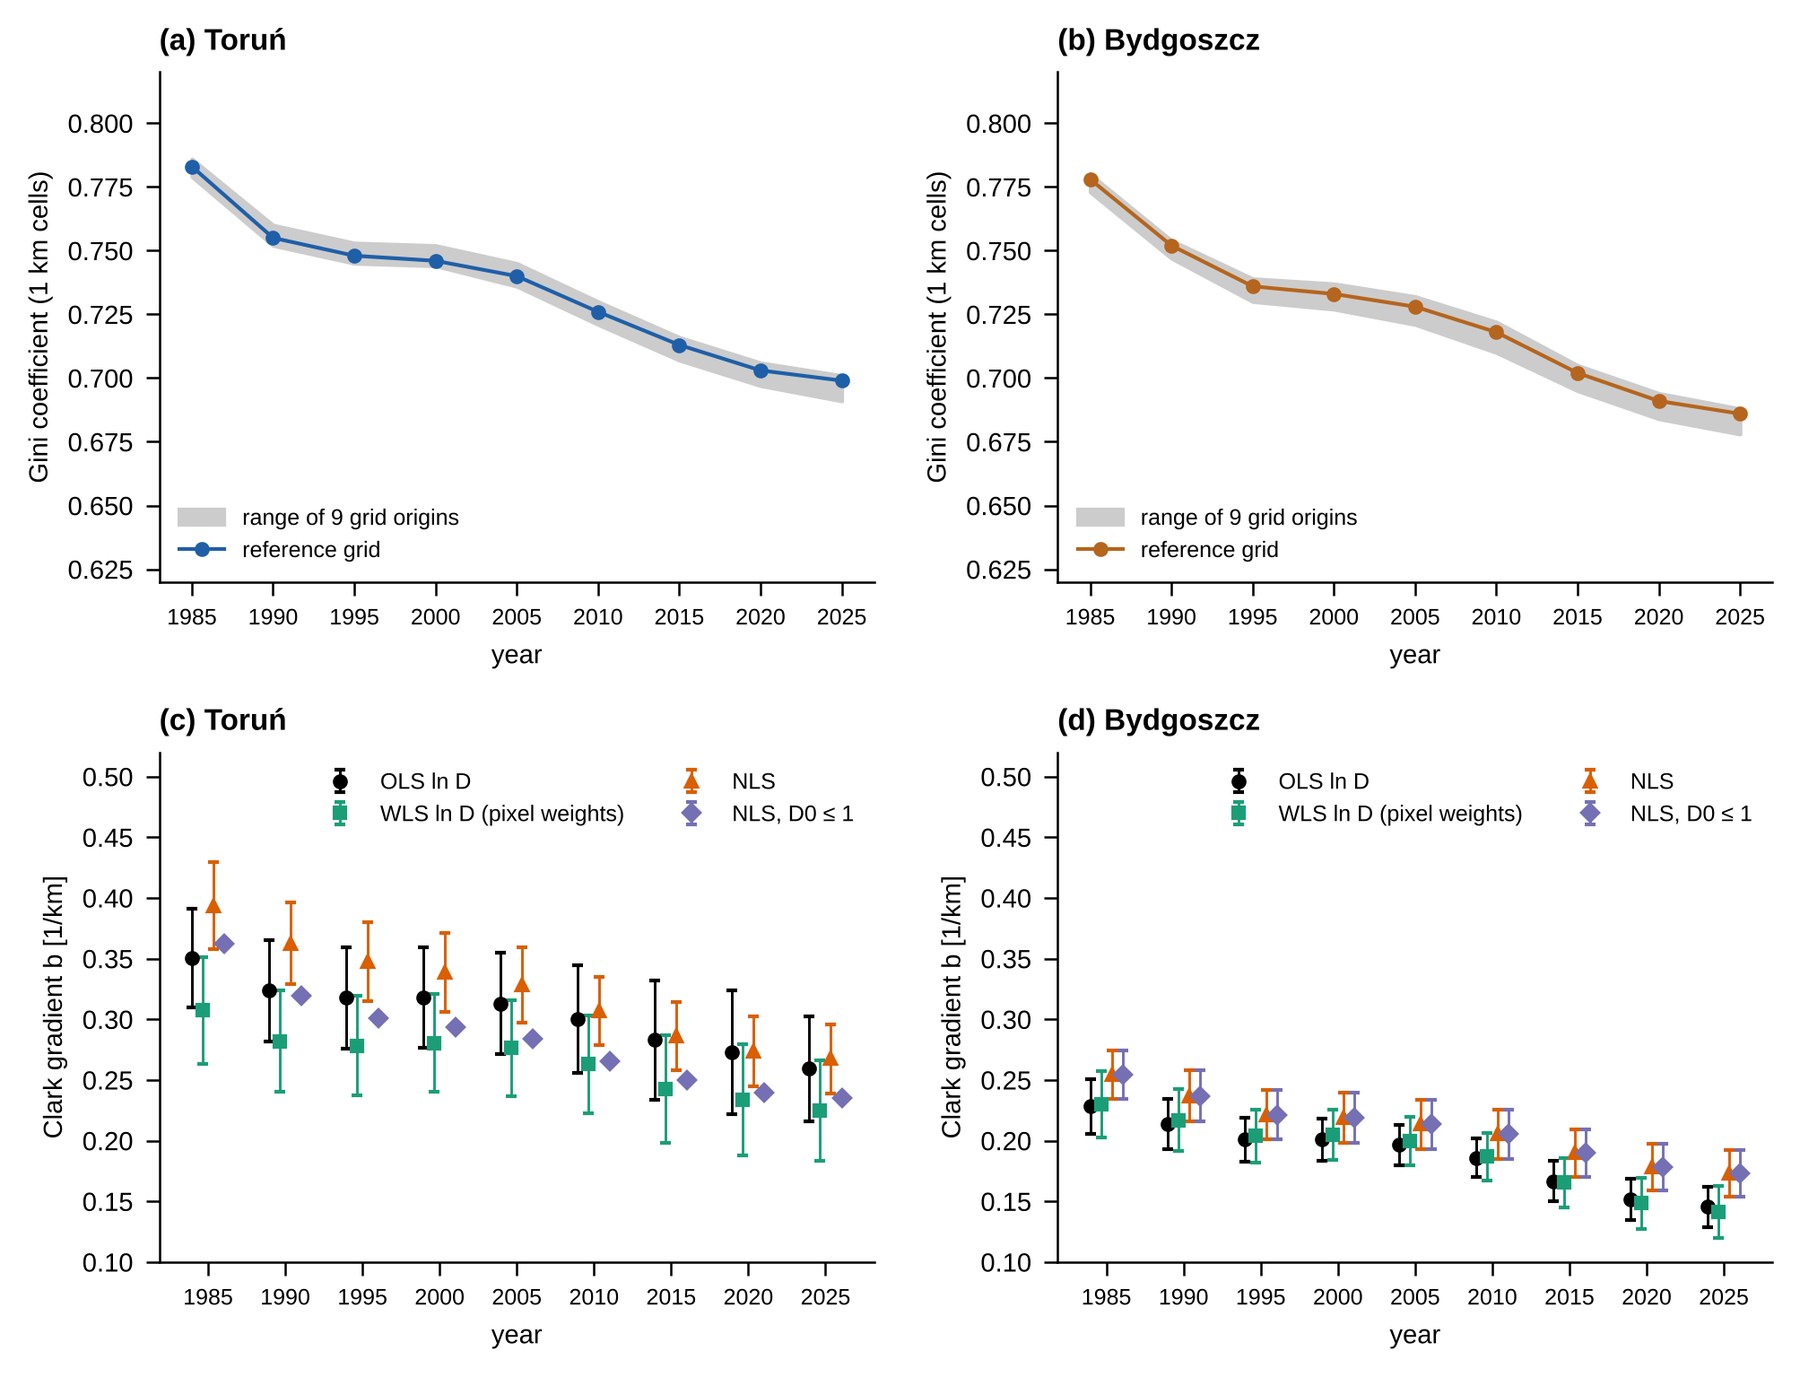 (a) Toruń
Gini coefficient (1 km cells)
0.800
0.775
0.750
0.725
0.700
0.675
0.650
0.625
range of 9 grid origins
reference grid
1985 1990 1995 2000 2005 2010 2015 2020 2025
year
(b) Bydgoszcz
Gini coefficient (1 km cells)
0.800
0.775
0.750
0.725
0.700
0.675
0.650
0.625
range of 9 grid origins
reference grid
1985 1990 1995 2000 2005 2010 2015 2020 2025
year
(c) Toruń
Clark gradient b [1/km]
0.50
0.45
0.40
0.35
0.30
0.25
0.20
0.15
0.10
OLS ln D
WLS ln D (pixel weights)
NLS
NLS, D0 ≤ 1
1985 1990 1995 2000 2005 2010 2015 2020 2025
year
(d) Bydgoszcz
Clark gradient b [1/km]
0.50
0.45
0.40
0.35
0.30
0.25
0.20
0.15
0.10
OLS ln D
WLS ln D (pixel weights)
NLS
NLS, D0 ≤ 1
1985 1990 1995 2000 2005 2010 2015 2020 2025
year